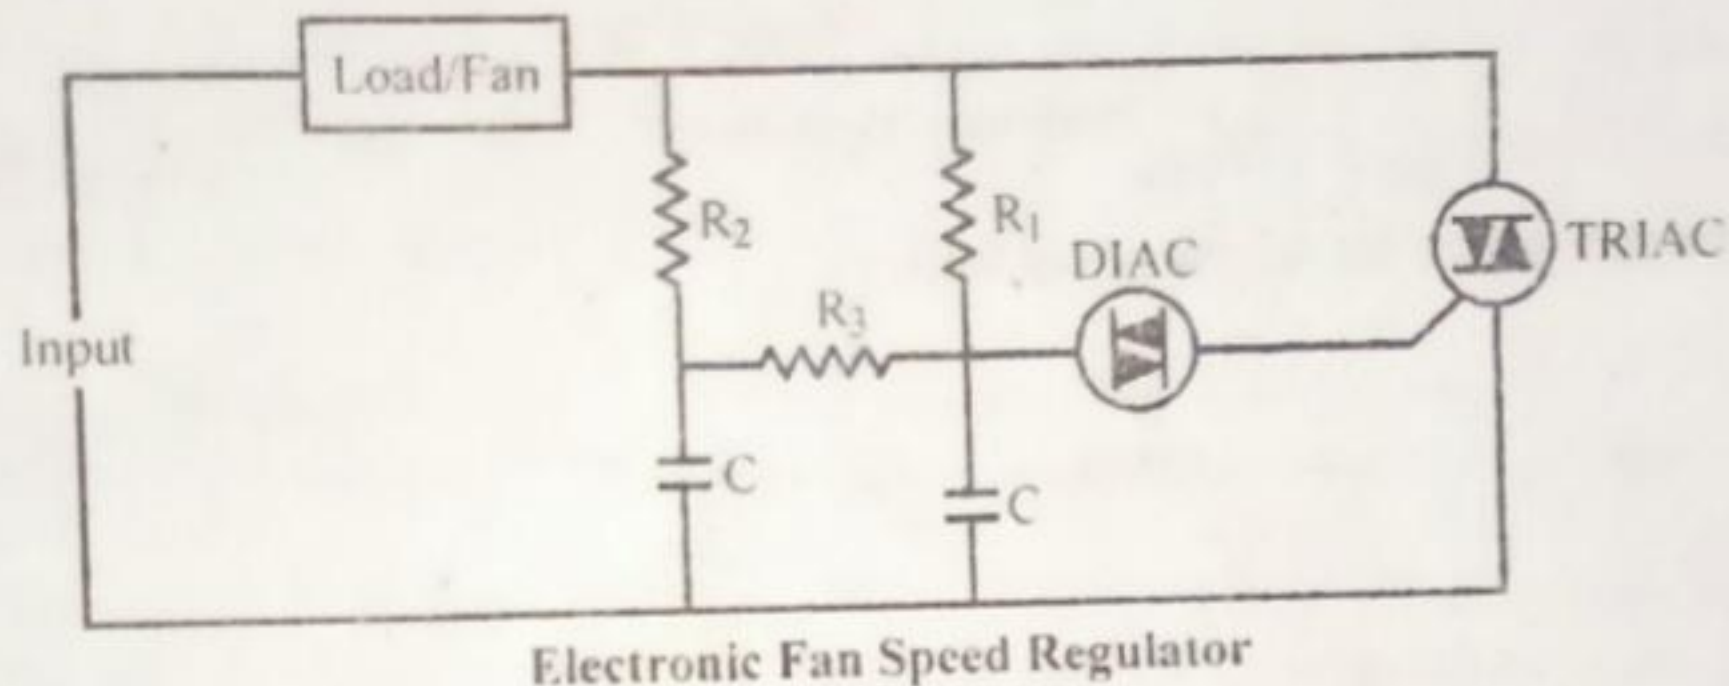 Load/Fan
R2
R1
DIAC
TRIAC
R3
Input
C
C
Electronic Fan Speed Regulator